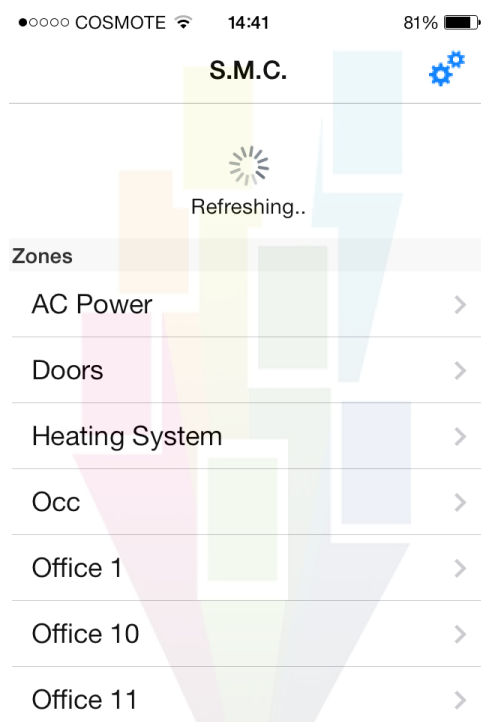 COSMOTE 14:41 81%
S.M.C.
Refreshing..
Zones
AC Power
Doors
Heating System
Occ
Office 1
Office 10
Office 11